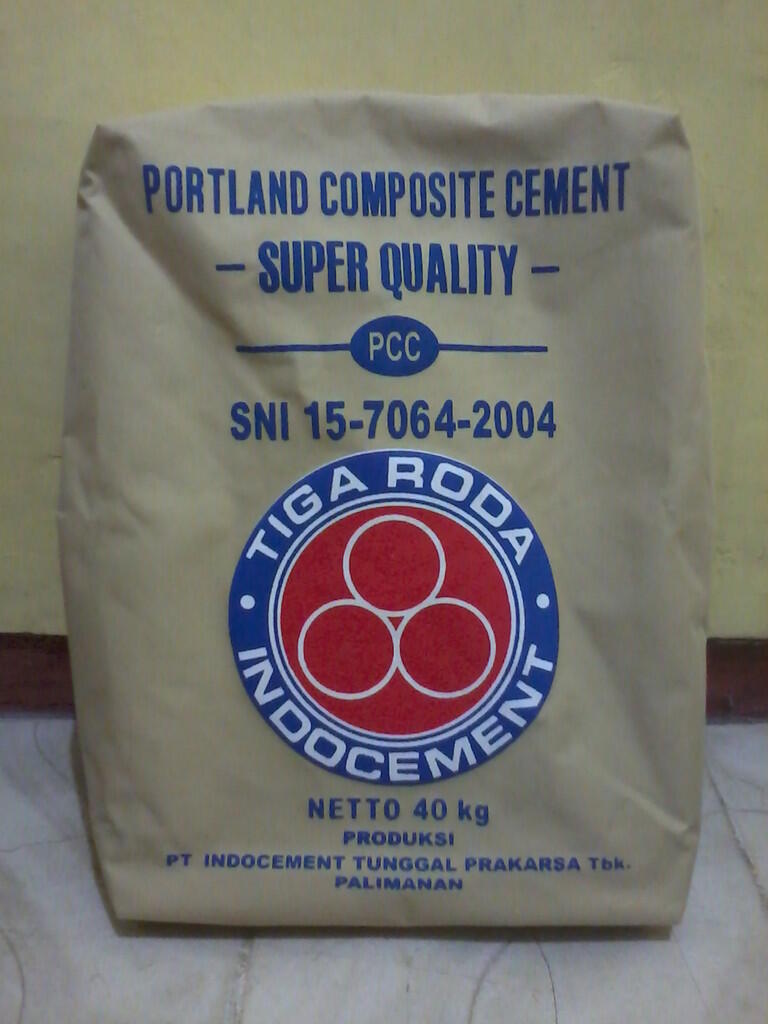 PORTLAND COMPOSITE CEMENT
– SUPER QUALITY –
PCC
SNI 15-7064-2004
TIGA RODA
INDOCEMENT
NETTO 40 kg
PRODUKSI
PT INDOCEMENT TUNGGAL PRAKARSA Tbk.
PALIMANAN